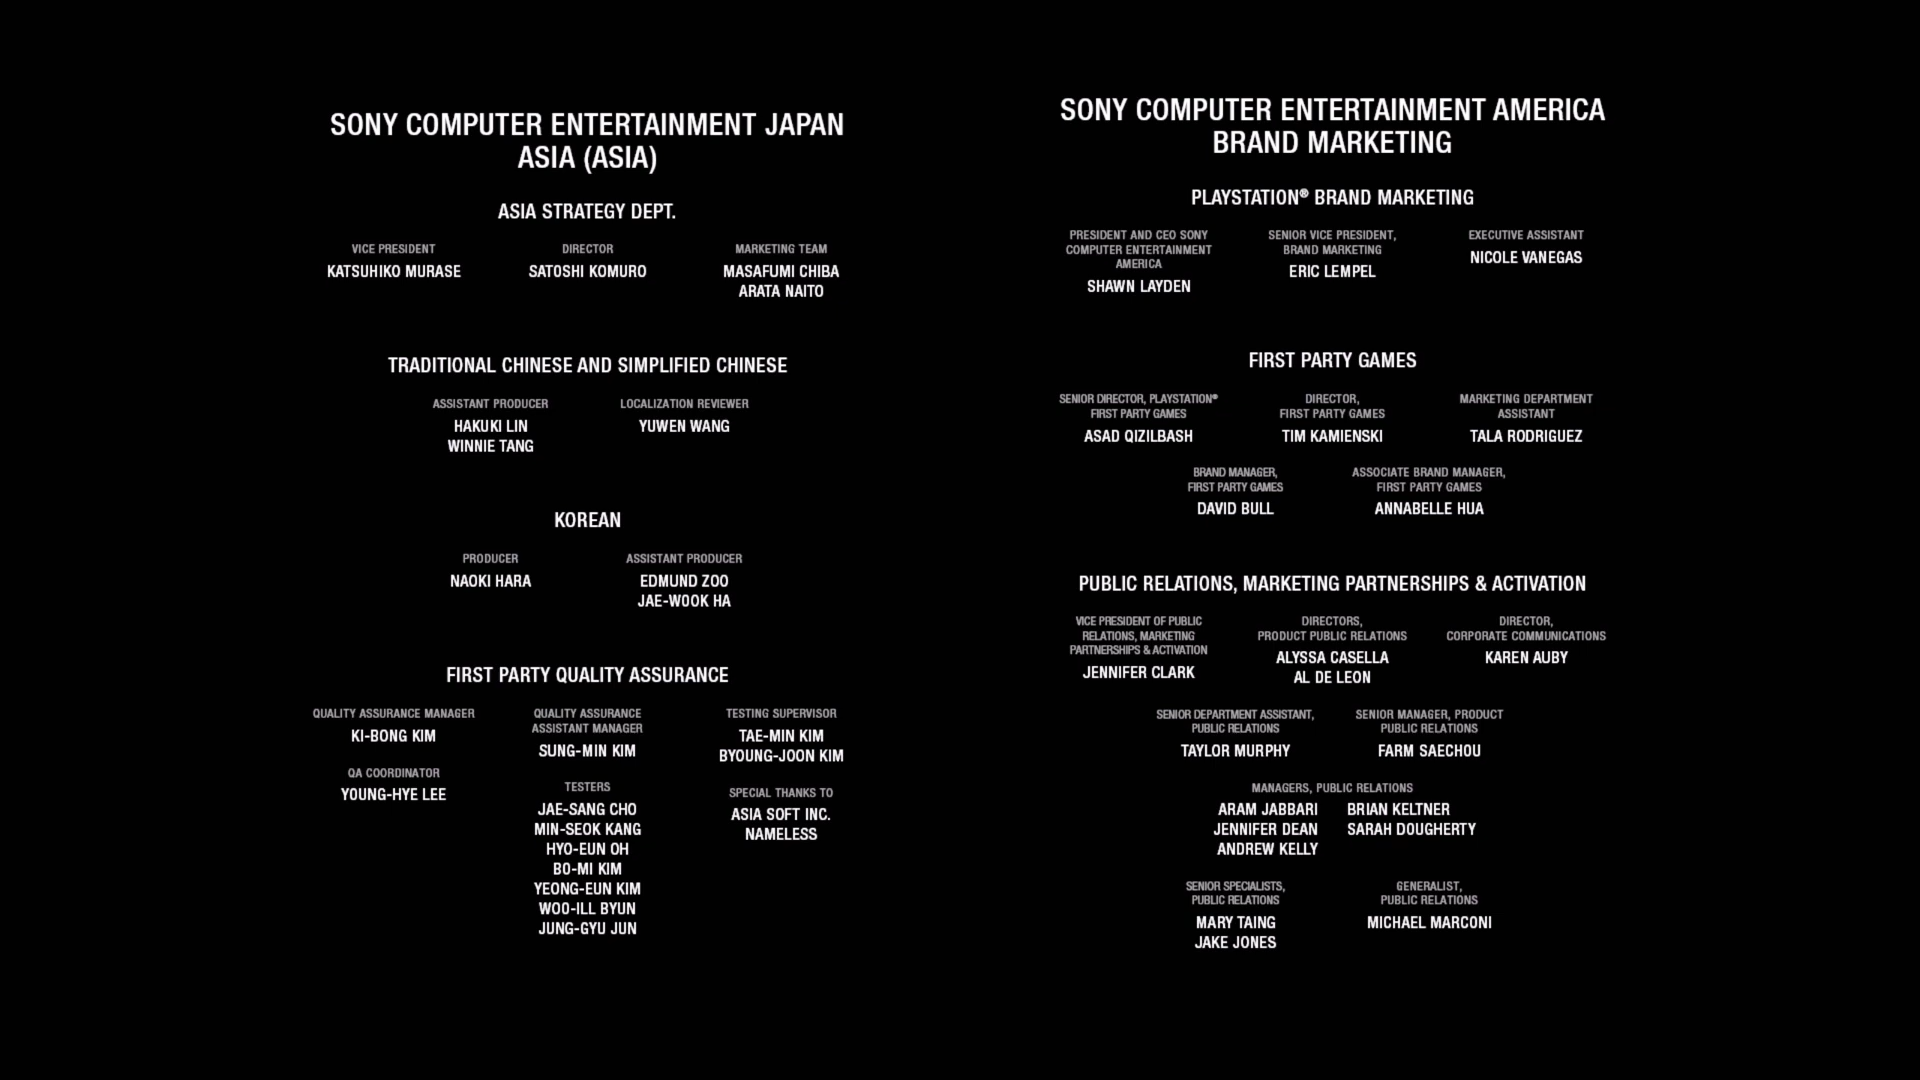 SONY COMPUTER ENTERTAINMENT JAPAN
ASIA (ASIA)
ASIA STRATEGY DEPT.
VICE PRESIDENT
KATSUHIKO MURASE
DIRECTOR
SATOSHI KOMURO
MARKETING TEAM
MASAFUMI CHIBA
ARATA NAITO
TRADITIONAL CHINESE AND SIMPLIFIED CHINESE
ASSISTANT PRODUCER
HAKUKI LIN
WINNIE TANG
LOCALIZATION REVIEWER
YUWEN WANG
KOREAN
PRODUCER
NAOKI HARA
ASSISTANT PRODUCER
EDMUND ZOO
JAE-WOOK HA
FIRST PARTY QUALITY ASSURANCE
QUALITY ASSURANCE MANAGER
KI-BONG KIM
QA COORDINATOR
YOUNG-HYE LEE
QUALITY ASSURANCE
ASSISTANT MANAGER
SUNG-MIN KIM
TESTERS
JAE-SANG CHO
MIN-SEOK KANG
HYO-EUN OH
BO-MI KIM
YEONG-EUN KIM
WOO-ILL BYUN
JUNG-GYU JUN
TESTING SUPERVISOR
TAE-MIN KIM
BYOUNG-JOON KIM
SPECIAL THANKS TO
ASIA SOFT INC.
NAMELESS
SONY COMPUTER ENTERTAINMENT AMERICA
BRAND MARKETING
PLAYSTATION® BRAND MARKETING
PRESIDENT AND CEO SONY
COMPUTER ENTERTAINMENT
AMERICA
SHAWN LAYDEN
SENIOR VICE PRESIDENT,
BRAND MARKETING
ERIC LEMPEL
EXECUTIVE ASSISTANT
NICOLE VANEGAS
FIRST PARTY GAMES
SENIOR DIRECTOR, PLAYSTATION®
FIRST PARTY GAMES
ASAD QIZILBASH
DIRECTOR,
FIRST PARTY GAMES
TIM KAMIENSKI
MARKETING DEPARTMENT
ASSISTANT
TALA RODRIGUEZ
BRAND MANAGER,
FIRST PARTY GAMES
DAVID BULL
ASSOCIATE BRAND MANAGER,
FIRST PARTY GAMES
ANNABELLE HUA
PUBLIC RELATIONS, MARKETING PARTNERSHIPS & ACTIVATION
VICE PRESIDENT OF PUBLIC
RELATIONS, MARKETING
PARTNERSHIPS & ACTIVATION
JENNIFER CLARK
DIRECTORS,
PRODUCT PUBLIC RELATIONS
ALYSSA CASELLA
AL DE LEON
DIRECTOR,
CORPORATE COMMUNICATIONS
KAREN AUBY
SENIOR DEPARTMENT ASSISTANT,
PUBLIC RELATIONS
TAYLOR MURPHY
SENIOR MANAGER, PRODUCT
PUBLIC RELATIONS
FARM SAECHOU
MANAGERS, PUBLIC RELATIONS
ARAM JABBARI
JENNIFER DEAN
ANDREW KELLY
BRIAN KELTNER
SARAH DOUGHERTY
SENIOR SPECIALISTS,
PUBLIC RELATIONS
MARY TAING
JAKE JONES
GENERALIST,
PUBLIC RELATIONS
MICHAEL MARCONI